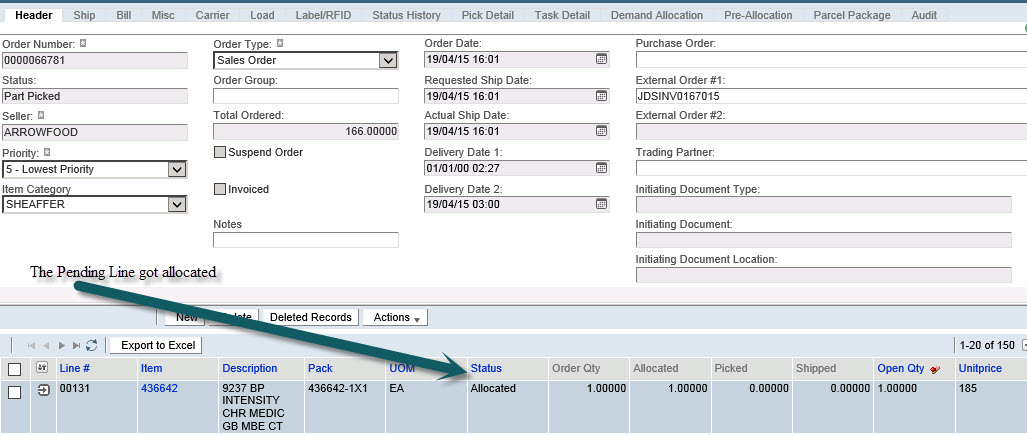 Header Ship Bill Misc Carrier Load Label/RFID Status History Pick Detail Task Detail Demand Allocation Pre-Allocation Parcel Package Audit
Order Number: Order Type: Order Date: Purchase Order:
0000066781 Sales Order 19/04/15 16:01
Status: Order Group: Requested Ship Date: External Order #1:
Part Picked 19/04/15 16:01 JDSINV0167015
Seller: Total Ordered: Actual Ship Date: External Order #2:
ARROWFOOD 166.00000 19/04/15 16:01
Priority: Suspend Order Delivery Date 1: Trading Partner:
5 - Lowest Priority 01/01/00 02:27
Item Category Invoiced Delivery Date 2: Initiating Document Type:
SHEAFFER 19/04/15 03:00
Notes Initiating Document:
Initiating Document Location:
The Pending Line got allocated
New Deleted Records Actions
Export to Excel 1-20 of 150
Line # Item Description Pack UOM Status Order Qty Allocated Picked Shipped Open Qty Unitprice
00131 436642 9237 BP 436642-1X1 EA Allocated 1.00000 1.00000 0.00000 0.00000 1.00000 185
INTENSITY
CHR MEDIC
GB MBE CT